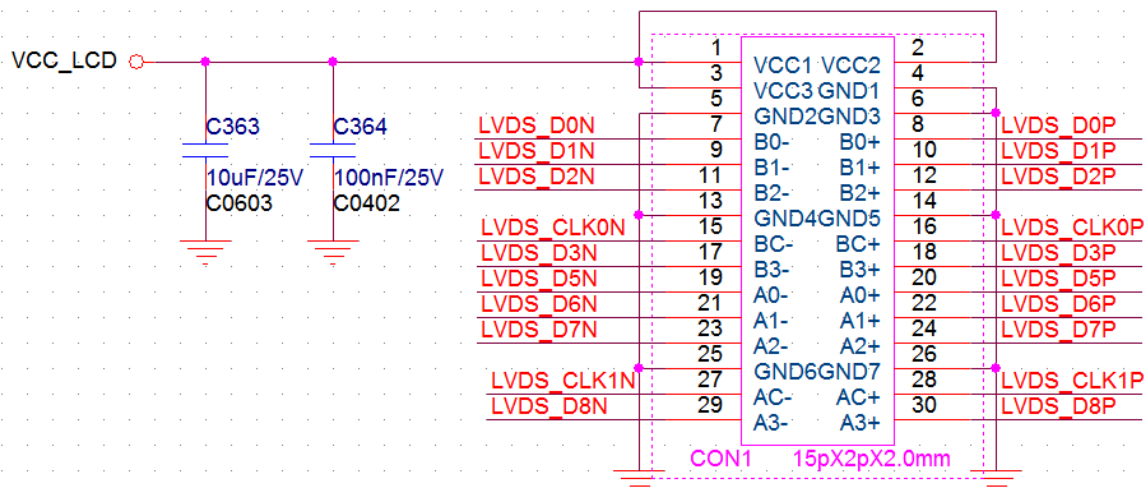 VCC_LCD
C363
10uF/25V
C0603
C364
100nF/25V
C0402
1 VCC1 VCC2 2
3 VCC3 GND1 4
5 GND2 GND3 6
LVDS_D0N 7 B0- B0+ 8 LVDS_D0P
LVDS_D1N 9 B1- B1+ 10 LVDS_D1P
LVDS_D2N 11 B2- B2+ 12 LVDS_D2P
13 GND4 GND5 14
LVDS_CLK0N 15 BC- BC+ 16 LVDS_CLK0P
LVDS_D3N 17 B3- B3+ 18 LVDS_D3P
LVDS_D5N 19 A0- A0+ 20 LVDS_D5P
LVDS_D6N 21 A1- A1+ 22 LVDS_D6P
LVDS_D7N 23 A2- A2+ 24 LVDS_D7P
25 GND6 GND7 26
LVDS_CLK1N 27 AC- AC+ 28 LVDS_CLK1P
LVDS_D8N 29 A3- A3+ 30 LVDS_D8P
CON1 15pX2pX2.0mm